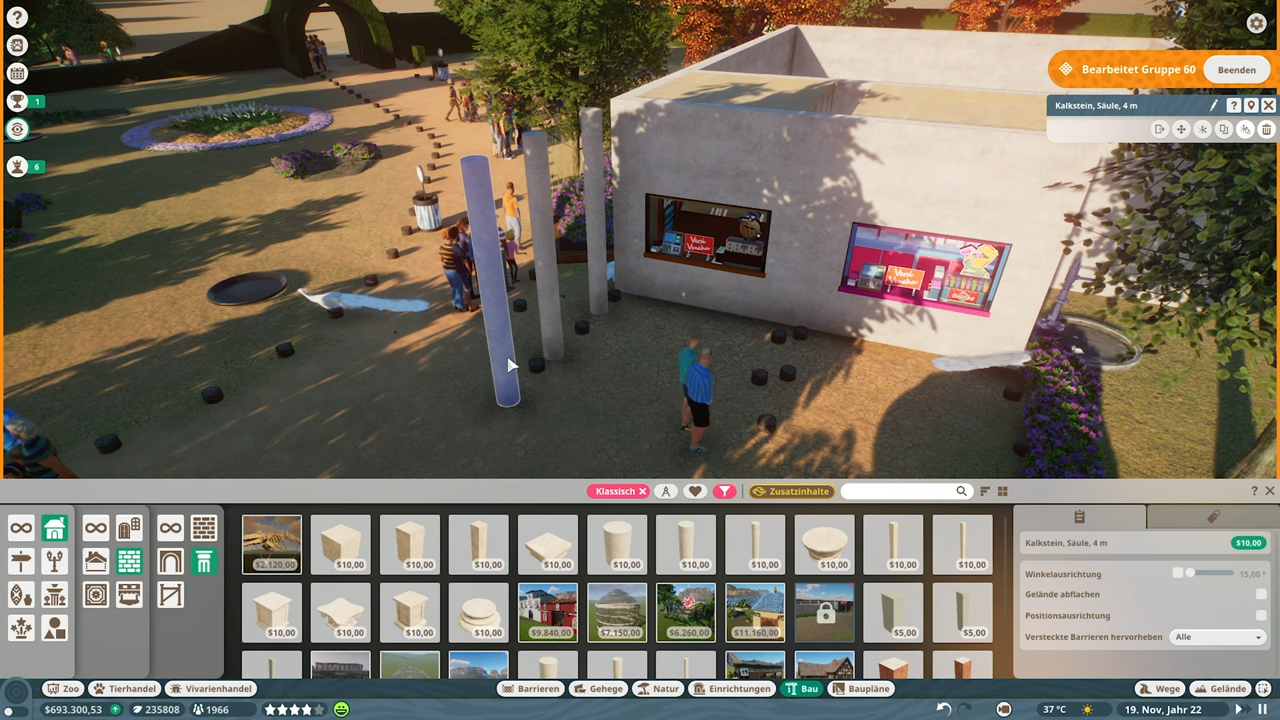 ?
Bearbeitet Gruppe 60
Beenden
1
Kalkstein, Säule, 4 m
?
6
Klassisch
Zusatzinhalte
?
$2.120,00
$10,00
$10,00
$10,00
$10,00
$10,00
$10,00
$10,00
$10,00
$10,00
$10,00
Kalkstein, Säule, 4 m
$10,00
Winkelausrichtung
15,00°
Gelände abflachen
Positionsausrichtung
Versteckte Barrieren hervorheben
Alle
$10,00
$10,00
$10,00
$10,00
$9.840,00
$7.150,00
$6.260,00
$11.160,00
$5,00
$5,00
Zoo
Tierhandel
Vivarienhandel
Barrieren
Gehege
Natur
Einrichtungen
Bau
Baupläne
Wege
Gelände
$693.300,53
235808
1966
37 °C
19. Nov, Jahr 22